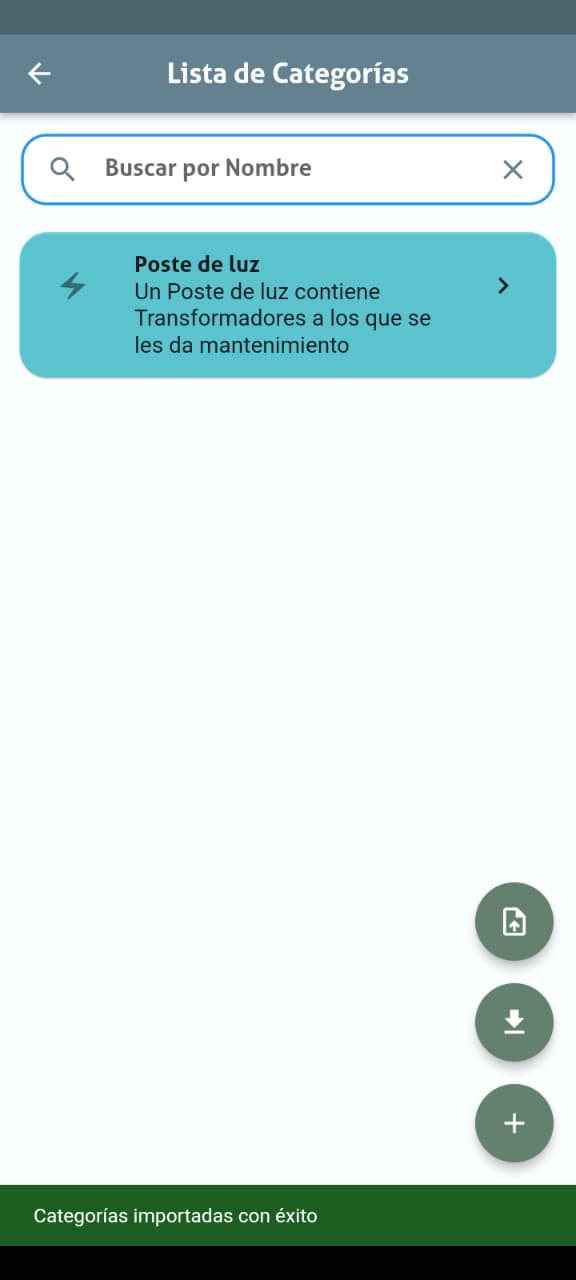 Lista de Categorías
Buscar por Nombre
Poste de luz
Un Poste de luz contiene
Transformadores a los que se
les da mantenimiento
Categorías importadas con éxito